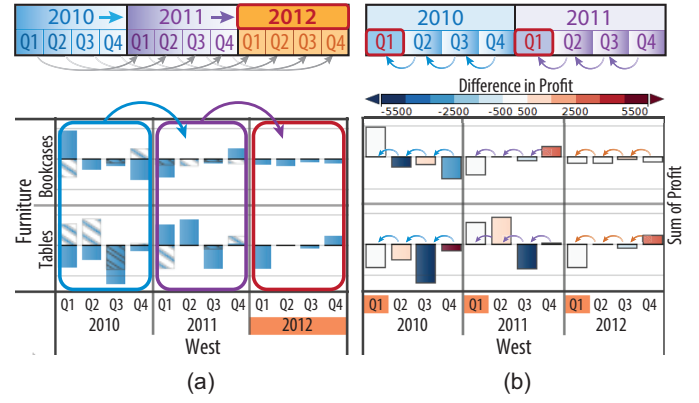 2010 2011 2012
Q1 Q2 Q3 Q4 Q1 Q2 Q3 Q4 Q1 Q2 Q3 Q4
Furniture
Bookcases
Tables
Q1 Q2 Q3 Q4 Q1 Q2 Q3 Q4 Q1 Q2 Q3 Q4
2010 2011 2012
West
(a)
2010 2011
Q1 Q2 Q3 Q4 Q1 Q2 Q3 Q4
Difference in Profit
-5500 -2500 -500 500 2500 5500
Sum of Profit
Q1 Q2 Q3 Q4 Q1 Q2 Q3 Q4 Q1 Q2 Q3 Q4
2010 2011 2012
West
(b)